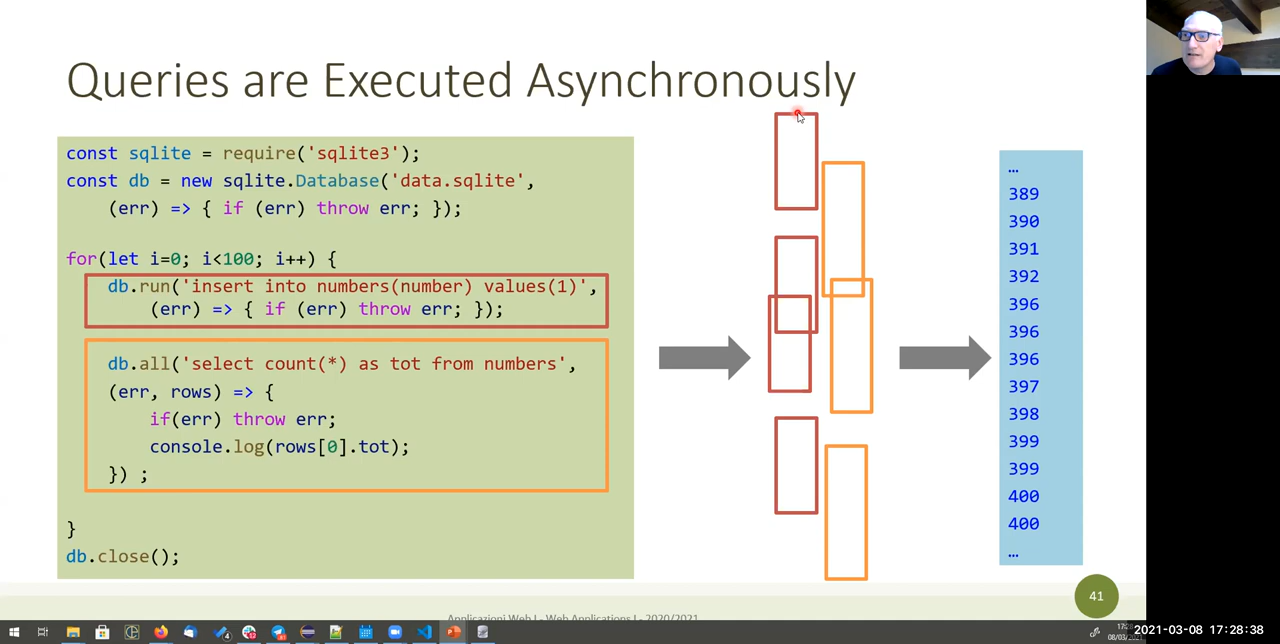 Queries are Executed Asynchronously
const sqlite = require('sqlite3');
const db = new sqlite.Database('data.sqlite',
(err) => { if (err) throw err; });
for(let i=0; i<100; i++) {
db.run('insert into numbers(number) values(1)',
(err) => { if (err) throw err; });
db.all('select count(*) as tot from numbers',
(err, rows) => {
if(err) throw err;
console.log(rows[0].tot);
}) ;
}
db.close();
…
389
390
391
392
396
396
396
397
398
399
399
400
400
…
41
Applicazioni Web I - Web Applications I - 2020/2021
2021-03-08 17:28:38